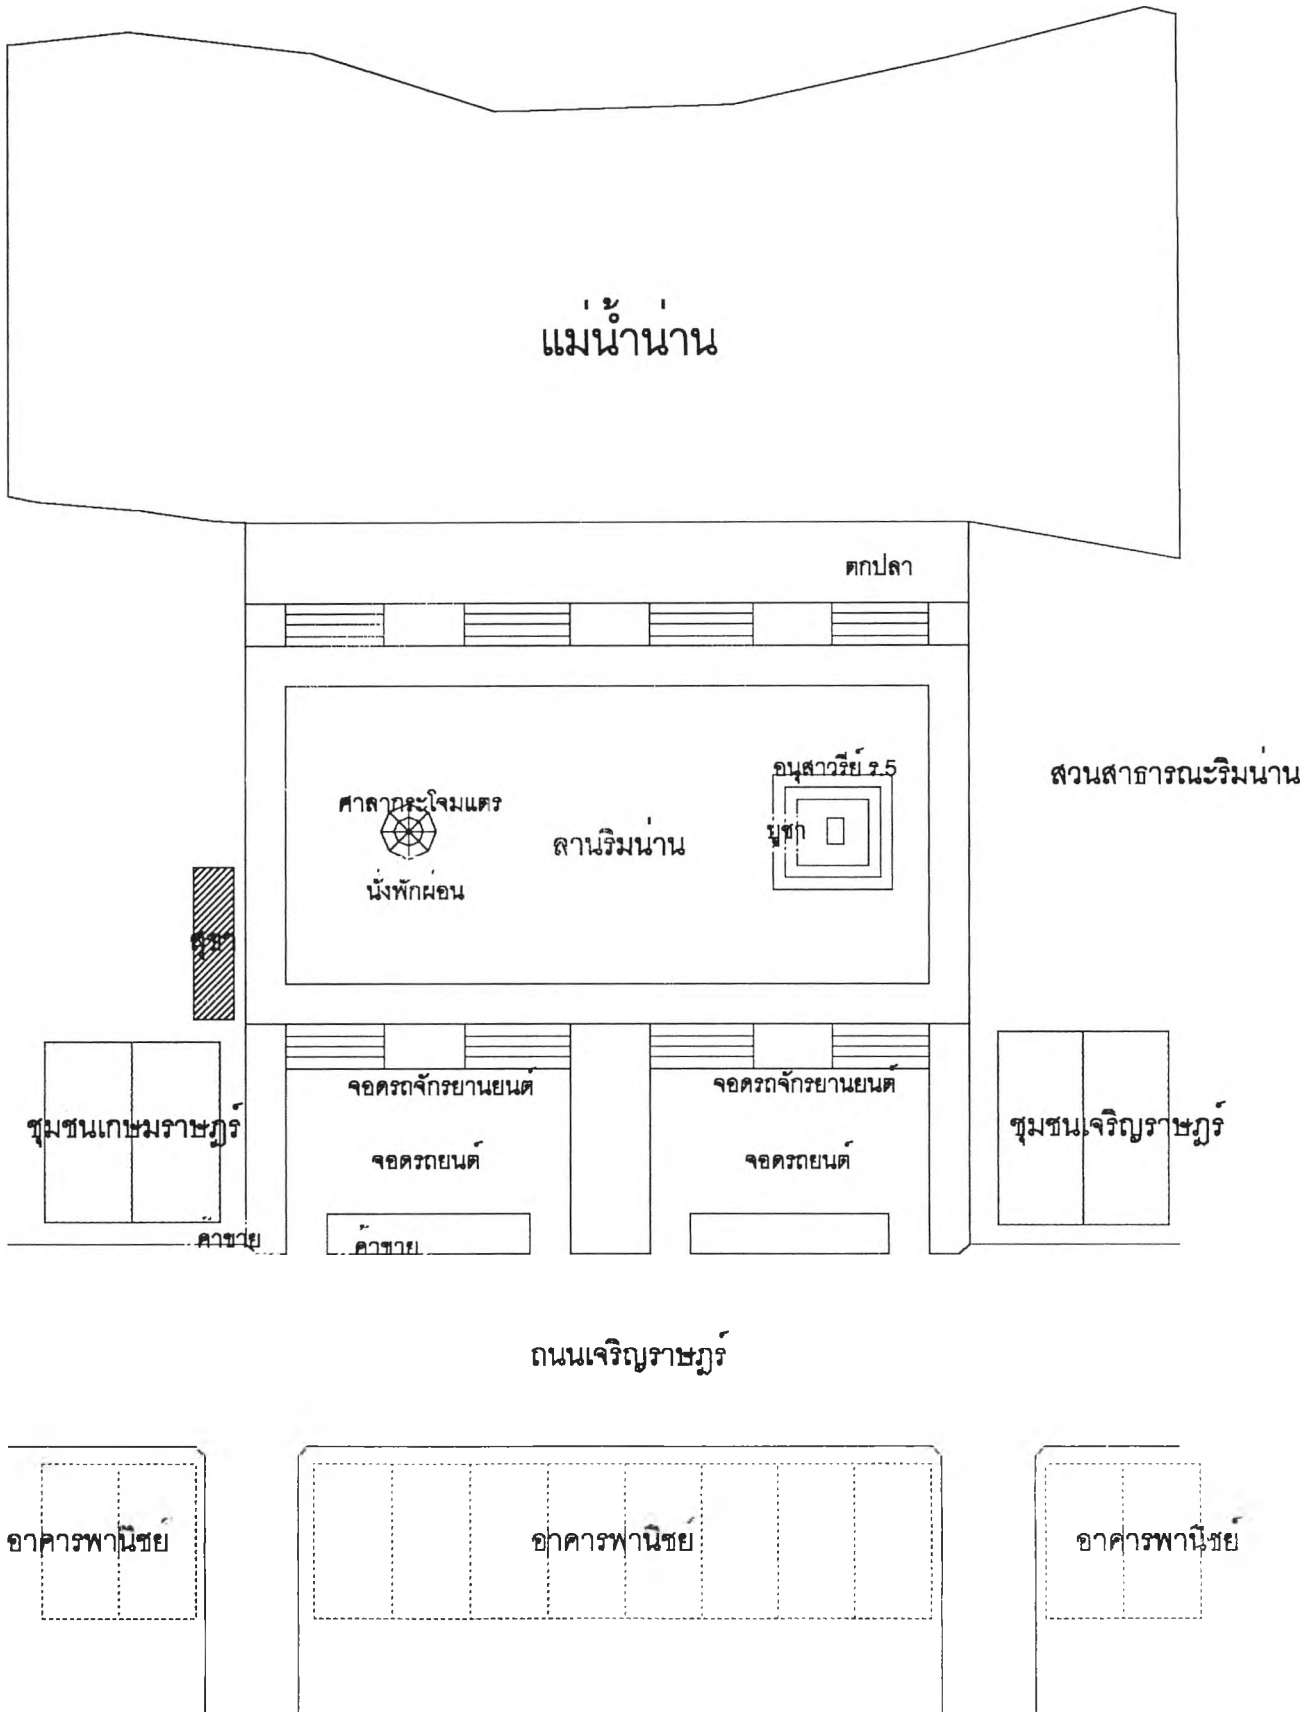 แม่น้ำน่าน
ตกปลา
สวนสาธารณะริมน่าน
อนุสาวรีย์ ร.5
ศาลากระโจมแตร
บูชา
ลานริมน่าน
นั่งพักผ่อน
สุขา
จอดรถจักรยานยนต์
จอดรถจักรยานยนต์
ชุมชนเกษมราษฎร์
ชุมชนเจริญราษฎร์
จอดรถยนต์
จอดรถยนต์
ค้าขาย
ค้าขาย
ถนนเจริญราษฎร์
อาคารพานิชย์
อาคารพานิชย์
อาคารพานิชย์